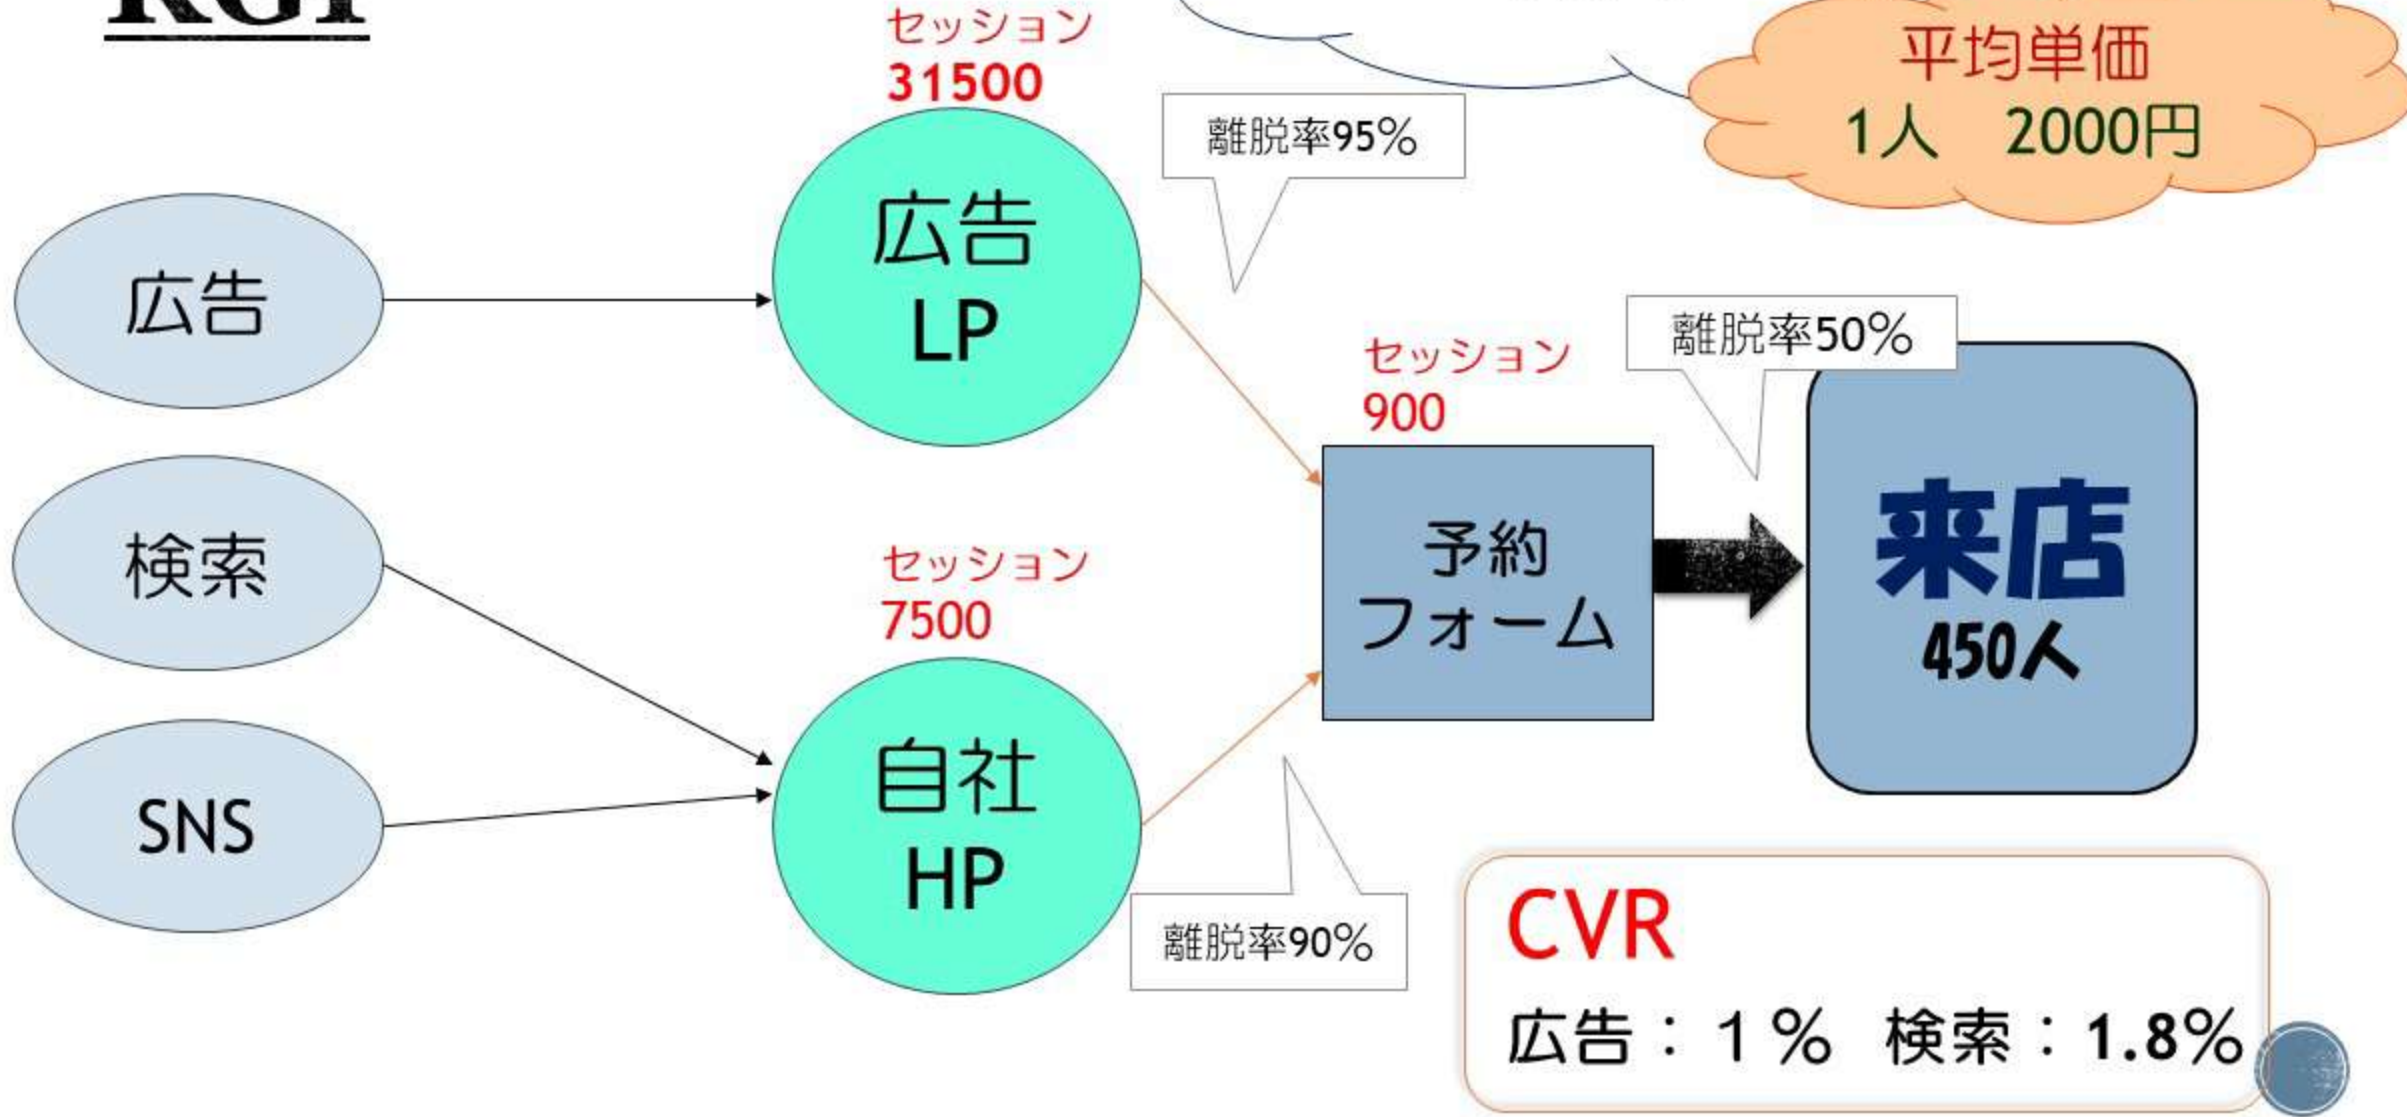 KGI
セッション
31500
平均単価
1人 2000円
離脱率95%
広告
広告
LP
離脱率50%
セッション
900
検索
来店
450人
予約
フォーム
セッション
7500
SNS
自社
HP
離脱率90%
CVR
広告：１％ 検索：1.8%